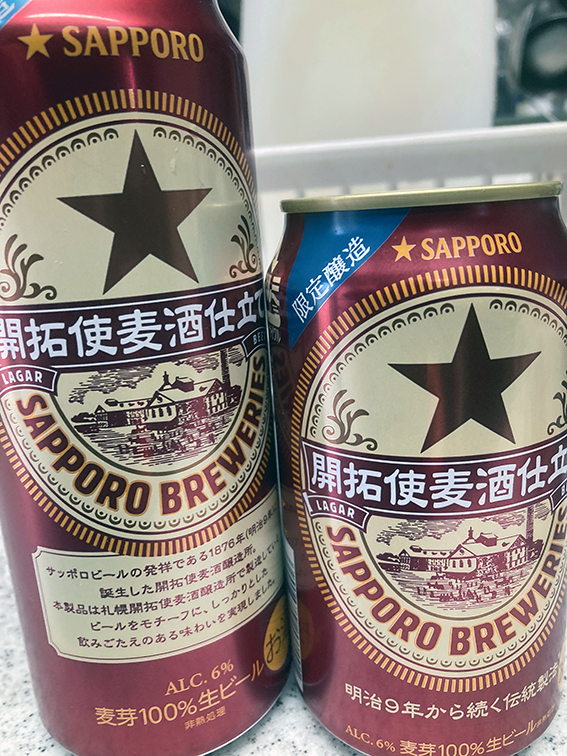 SAPPORO
開拓使麦酒仕立て
LAGAR
BEER
SAPPORO BREWERIES
サッポロビールの発祥である1876年(明治9年)に
誕生した開拓使麦酒醸造所。
本製品は札幌開拓使麦酒醸造所で製造している
ビールをモチーフに、しっかりとした
飲みごたえのある味わいを実現しました。
ALC. 6%
麦芽100%生ビール
非熱処理
お
限定醸造
SAPPORO
開拓使麦酒仕立
LAGAR
SAPPORO BREWERIES
明治9年から続く伝統製法
ALC. 6%
麦芽100%生ビール